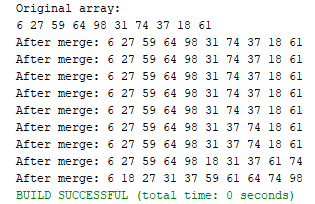 Original array:
6 27 59 64 98 31 74 37 18 61
After merge: 6 27 59 64 98 31 74 37 18 61
After merge: 6 27 59 64 98 31 74 37 18 61
After merge: 6 27 59 64 98 31 74 37 18 61
After merge: 6 27 59 64 98 31 74 37 18 61
After merge: 6 27 59 64 98 31 74 37 18 61
After merge: 6 27 59 64 98 31 37 74 18 61
After merge: 6 27 59 64 98 31 37 74 18 61
After merge: 6 27 59 64 98 18 31 37 61 74
After merge: 6 18 27 31 37 59 61 64 74 98
BUILD SUCCESSFUL (total time: 0 seconds)